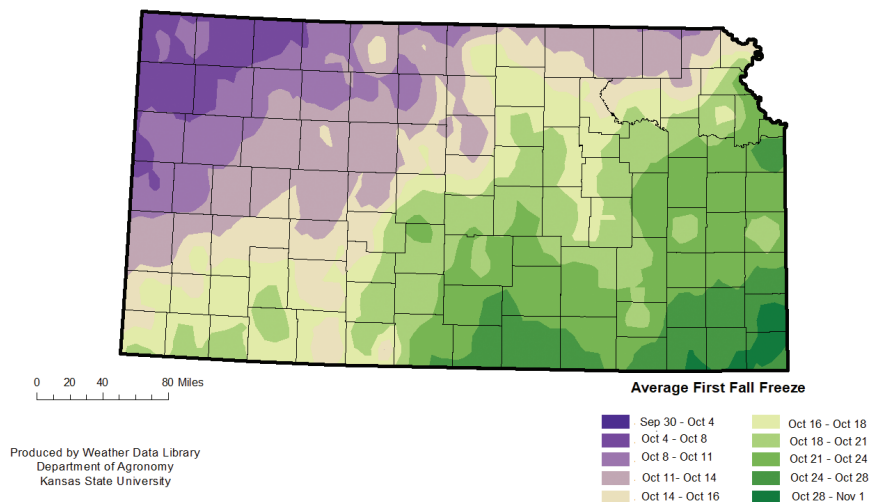 0 20 40 80 Miles
Produced by Weather Data Library
Department of Agronomy
Kansas State University
Average First Fall Freeze
Sep 30 - Oct 4
Oct 4 - Oct 8
Oct 8 - Oct 11
Oct 11- Oct 14
Oct 14 - Oct 16
Oct 16 - Oct 18
Oct 18 - Oct 21
Oct 21 - Oct 24
Oct 24 - Oct 28
Oct 28 - Nov 1